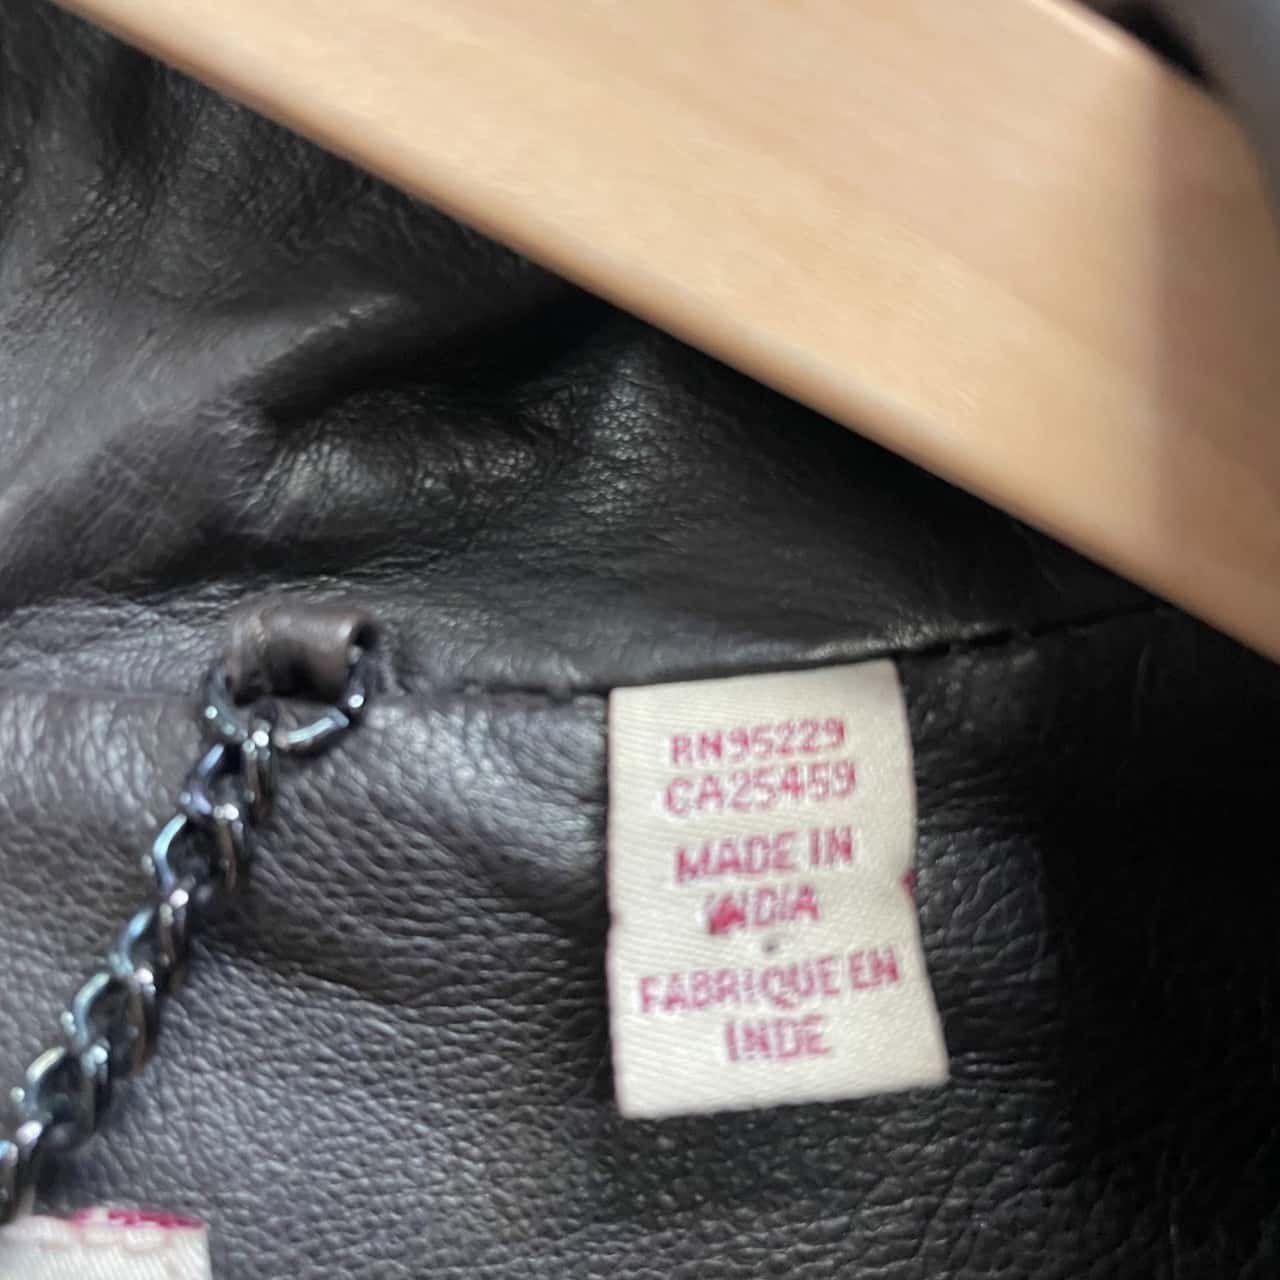 RN95229
CA25459
MADE IN
INDIA
FABRIQUE EN
INDE